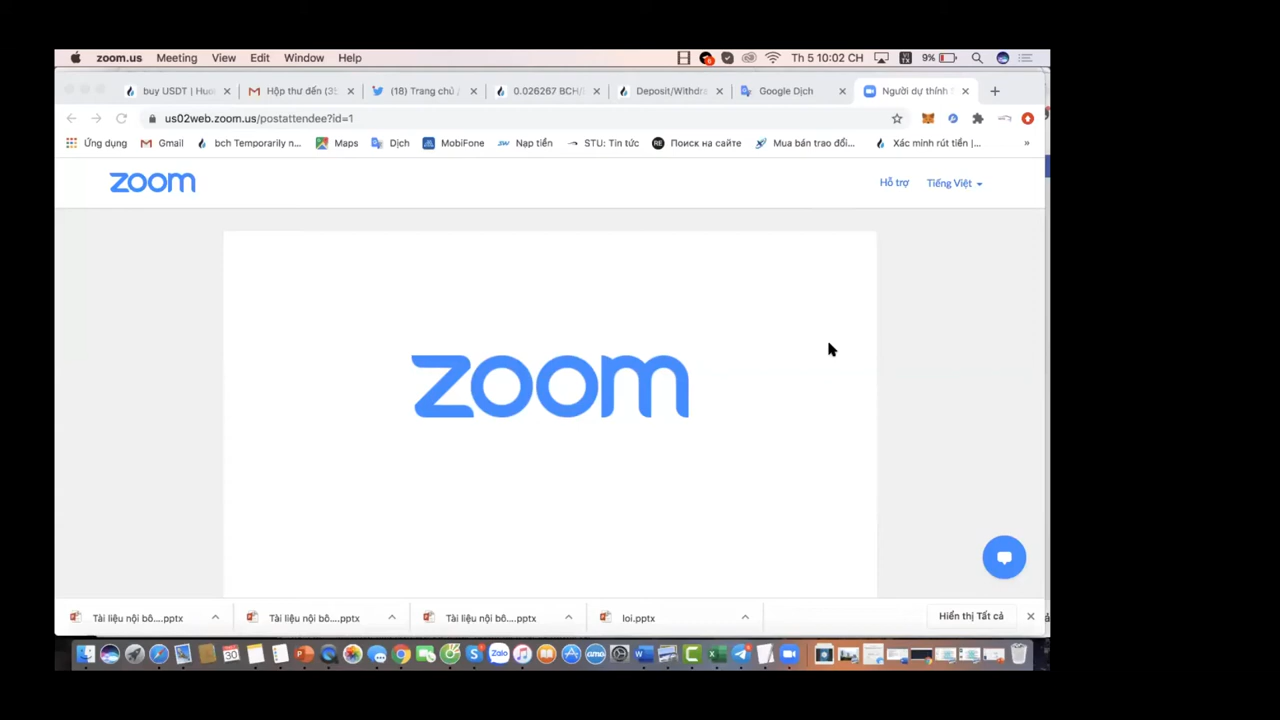 zoom.us Meeting View Edit Window Help Th 5 10:02 CH 9%
buy USDT | Huo Hộp thư đến (35 (18) Trang chủ / 0.026267 BCH/ Deposit/Withdra Google Dịch Người dự thính
us02web.zoom.us/postattendee?id=1
Ứng dụng Gmail bch Temporarily n... Maps Dịch MobiFone Nạp tiền STU: Tin tức Поиск на сайте Mua bán trao đổi... Xác minh rút tiền |... »
zoom Hỗ trợ Tiếng Việt
zoom
Tài liệu nội bộ....pptx Tài liệu nội bộ....pptx Tài liệu nội bộ....pptx loi.pptx Hiển thị Tất cả
30 Zalo